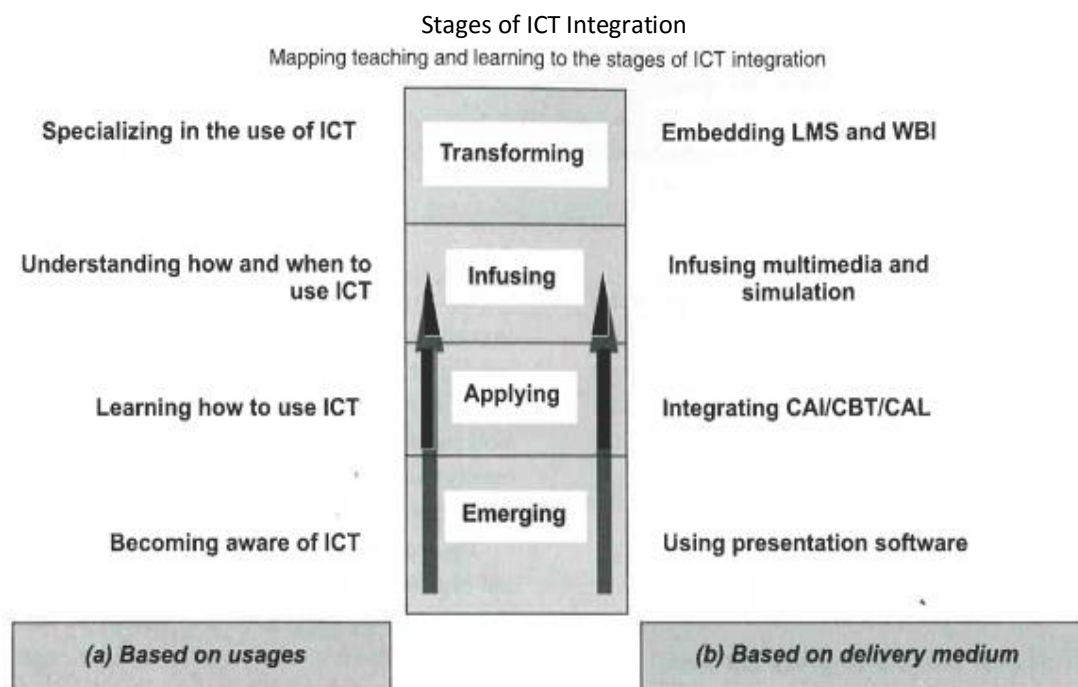 Stages of ICT Integration
Mapping teaching and learning to the stages of ICT integration
Specializing in the use of ICT
Transforming
Embedding LMS and WBI
Understanding how and when to
use ICT
Infusing
Infusing multimedia and
simulation
Learning how to use ICT
Applying
Integrating CAI/CBT/CAL
Becoming aware of ICT
Emerging
Using presentation software
(a) Based on usages
(b) Based on delivery medium